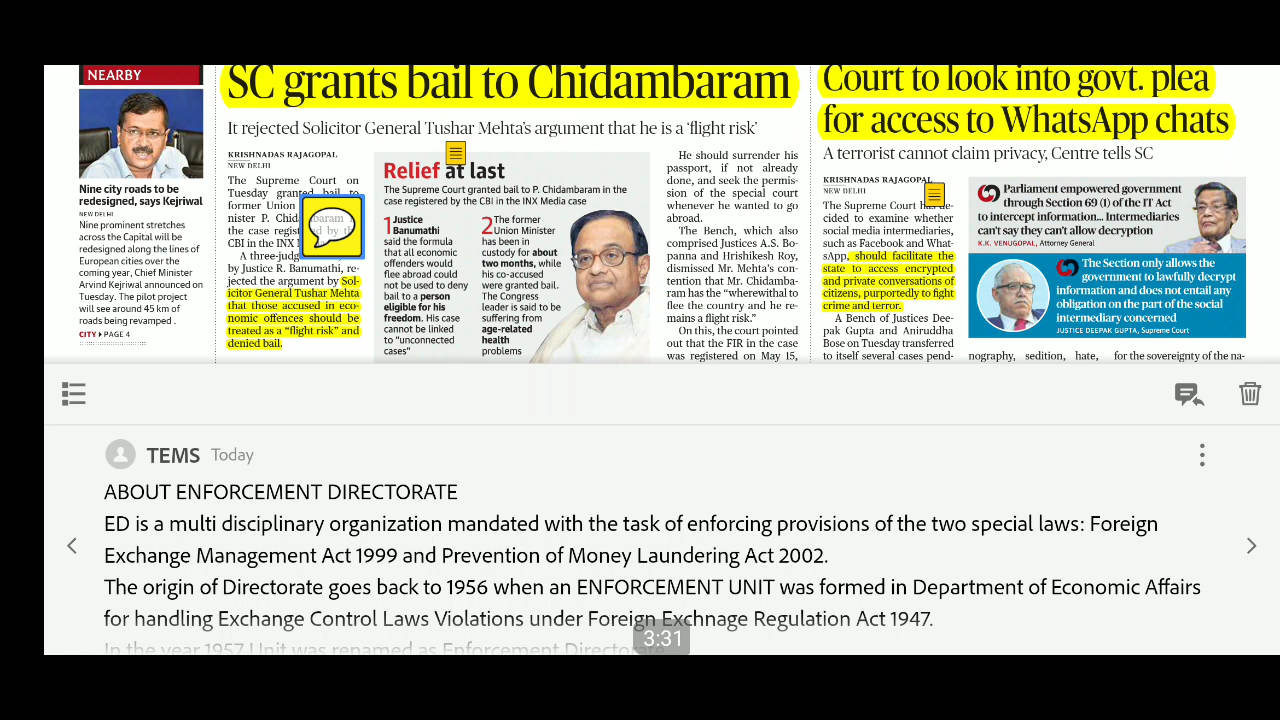 NEARBY
Nine city roads to be
redesigned, says Kejriwal
NEW DELHI
Nine prominent stretches
across the Capital will be
redesigned along the lines of
European cities over the
coming year, Chief Minister
Arvind Kejriwal announced on
Tuesday. The pilot project
will see around 45 km of
roads being revamped .
CITY PAGE 4
SC grants bail to Chidambaram
It rejected Solicitor General Tushar Mehta's argument that he is a 'flight risk'
KRISHNADAS RAJAGOPAL
NEW DELHI
The Supreme Court on
Tuesday granted bail to
former Union
nister P. Chidambaram
the case regist by th
CBI in the INX
A three-judg
by Justice R. Banumathi, re-
jected the argument by Sol-
icitor General Tushar Mehta
that those accused in eco-
nomic offences should be
treated as a "flight risk" and
denied bail.
Relief at last
The Supreme Court granted bail to P. Chidambaram in the
case registered by the CBI in the INX Media case
1 Justice
Banumathi
said the formula
that all economic
offenders would
flee abroad could
not be used to deny
bail to a person
eligible for his
freedom. His case
cannot be linked
to "unconnected
cases"
2 The former
Union Minister
has been in
custody for about
two months, while
his co-accused
were granted bail.
The Congress
leader is said to be
suffering from
age-related
health
problems
He should surrender his
passport, if not already
done, and seek the permis-
sion of the special court
whenever he wanted to go
abroad.
The Bench, which also
comprised Justices A.S. Bo-
panna and Hrishikesh Roy,
dismissed Mr. Mehta's con-
tention that Mr. Chidamba-
ram has the "wherewithal to
flee the country and he re-
mains a flight risk."
On this, the court pointed
out that the FIR in the case
was registered on May 15,
Court to look into govt. plea
for access to WhatsApp chats
A terrorist cannot claim privacy, Centre tells SC
KRISHNADAS RAJAGOPAL
NEW DELHI
The Supreme Court has de-
cided to examine whether
social media intermediaries,
such as Facebook and What-
sApp, should facilitate the
state to access encrypted
and private conversations of
citizens, purportedly to fight
crime and terror.
A Bench of Justices Dee-
pak Gupta and Aniruddha
Bose on Tuesday transferred
to itself several cases pend-
Parliament empowered government
through Section 69 (I) of the IT Act
to intercept information... Intermediaries
can't say they can't allow decryption
K.K. VENUGOPAL, Attorney General
The Section only allows the
government to lawfully decrypt
information and does not entail any
obligation on the part of the social
intermediary concerned
JUSTICE DEEPAK GUPTA, Supreme Court
nography, sedition, hate,
for the sovereignty of the na-
TEMS Today
ABOUT ENFORCEMENT DIRECTORATE
ED is a multi disciplinary organization mandated with the task of enforcing provisions of the two special laws: Foreign
Exchange Management Act 1999 and Prevention of Money Laundering Act 2002.
The origin of Directorate goes back to 1956 when an ENFORCEMENT UNIT was formed in Department of Economic Affairs
for handling Exchange Control Laws Violations under Foreign Exchnage Regulation Act 1947.
In the year 1957 Unit was renamed as Enforcement Directorate
3:31